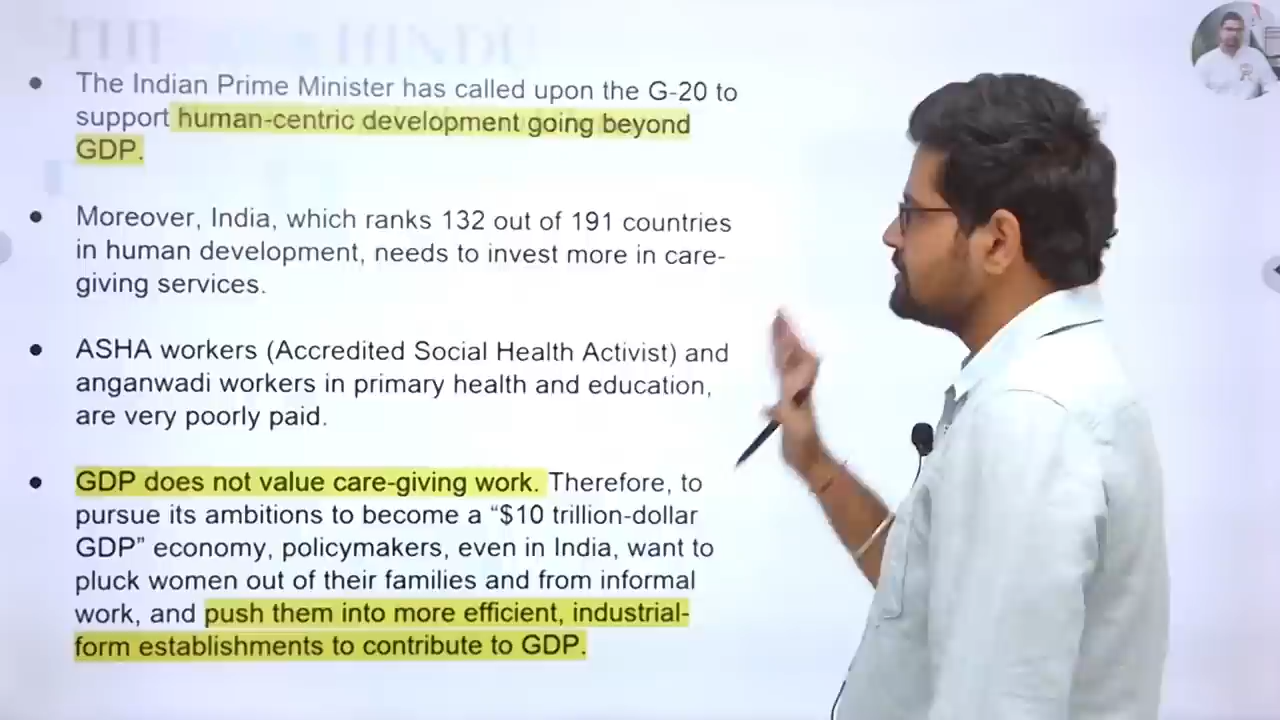 THE HINDU
The Indian Prime Minister has called upon the G-20 to
support human-centric development going beyond
GDP.
Moreover, India, which ranks 132 out of 191 countries
in human development, needs to invest more in care-
giving services.
ASHA workers (Accredited Social Health Activist) and
anganwadi workers in primary health and education,
are very poorly paid.
GDP does not value care-giving work. Therefore, to
pursue its ambitions to become a “$10 trillion-dollar
GDP” economy, policymakers, even in India, want to
pluck women out of their families and from informal
work, and push them into more efficient, industrial-
form establishments to contribute to GDP.